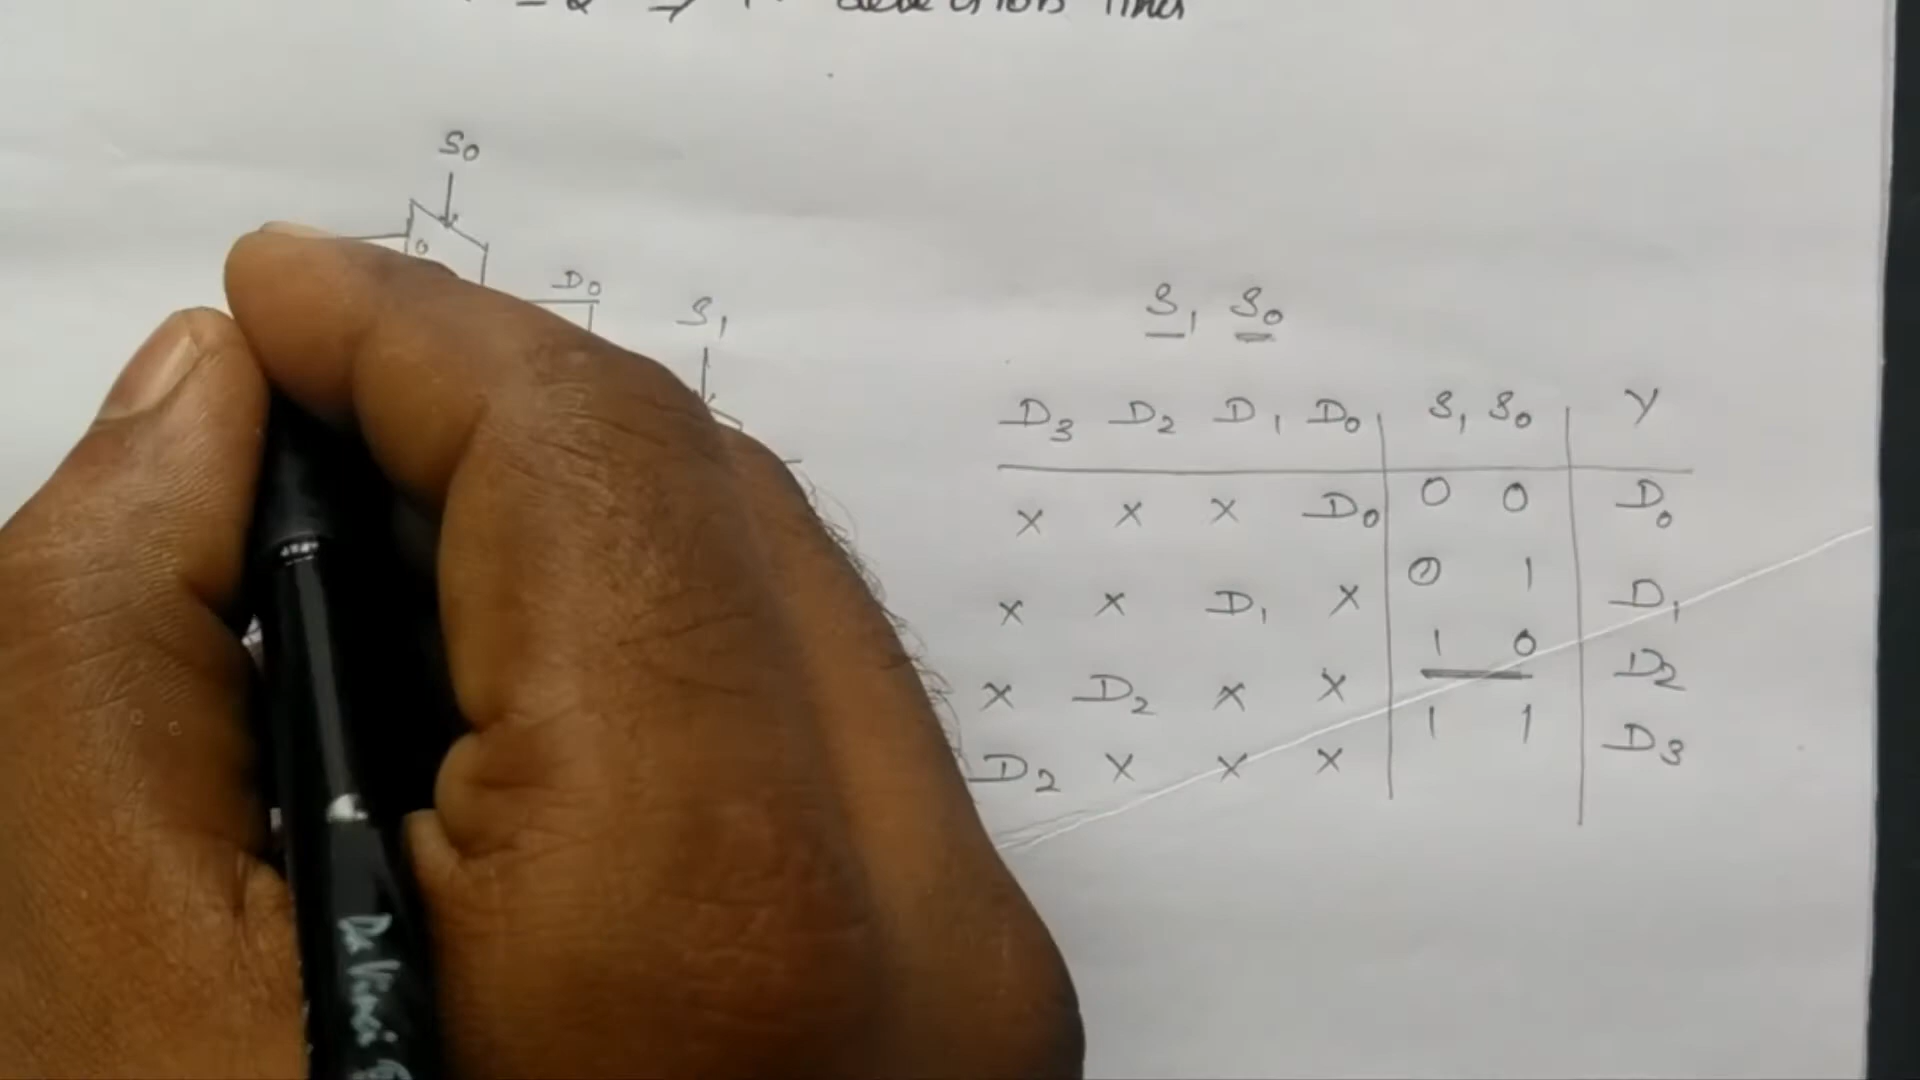 S0
0
D0
S1
S1 S0
D3 D2 D1 D0 S1 S0 Y
X X X D0 0 0 D0
X X D1 X 0 1 D1
X D2 X X 1 0 D2
D2 X X X 1 1 D3